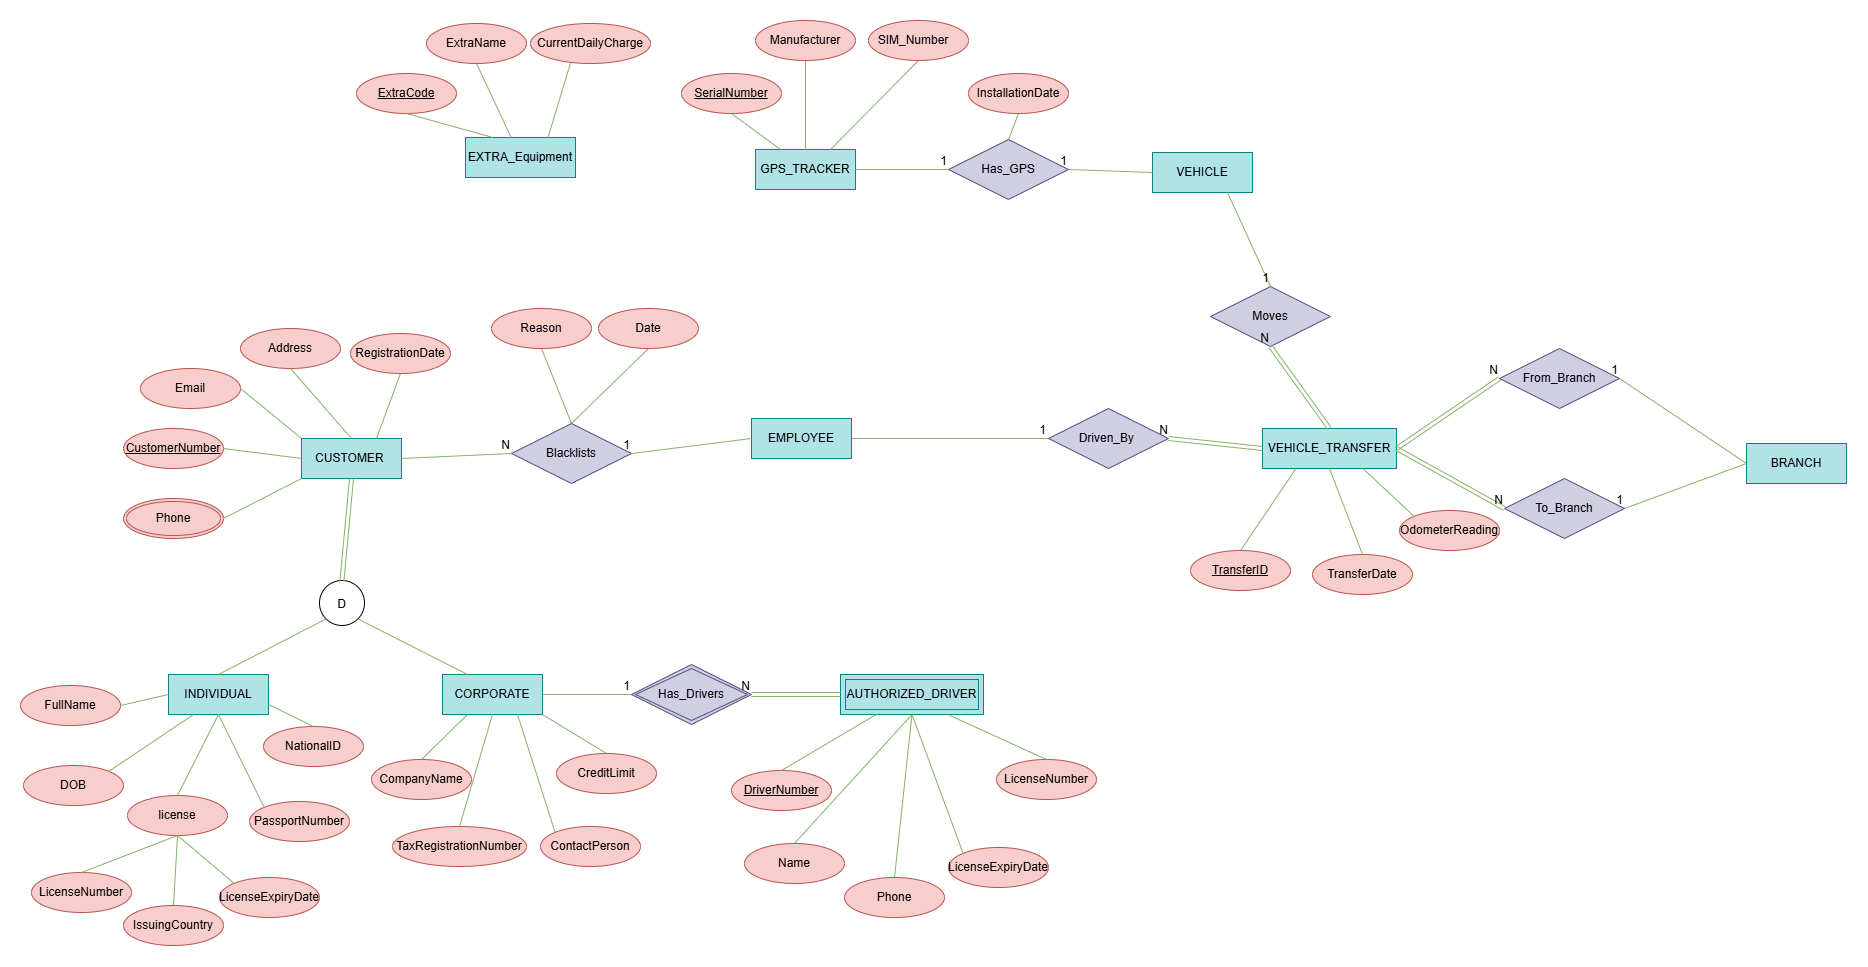 ExtraName
CurrentDailyCharge
ExtraCode
EXTRA_Equipment
Manufacturer
SIM_Number
SerialNumber
InstallationDate
GPS_TRACKER
1
Has_GPS
1
VEHICLE
1
Moves
N
Reason
Date
Address
RegistrationDate
Email
CustomerNumber
Phone
CUSTOMER
N
Blacklists
1
EMPLOYEE
1
Driven_By
N
VEHICLE_TRANSFER
N
From_Branch
1
N
To_Branch
1
BRANCH
OdometerReading
TransferID
TransferDate
D
INDIVIDUAL
FullName
NationalID
DOB
license
PassportNumber
LicenseNumber
IssuingCountry
LicenseExpiryDate
CORPORATE
1
Has_Drivers
N
AUTHORIZED_DRIVER
CompanyName
CreditLimit
TaxRegistrationNumber
ContactPerson
DriverNumber
LicenseNumber
Name
Phone
LicenseExpiryDate